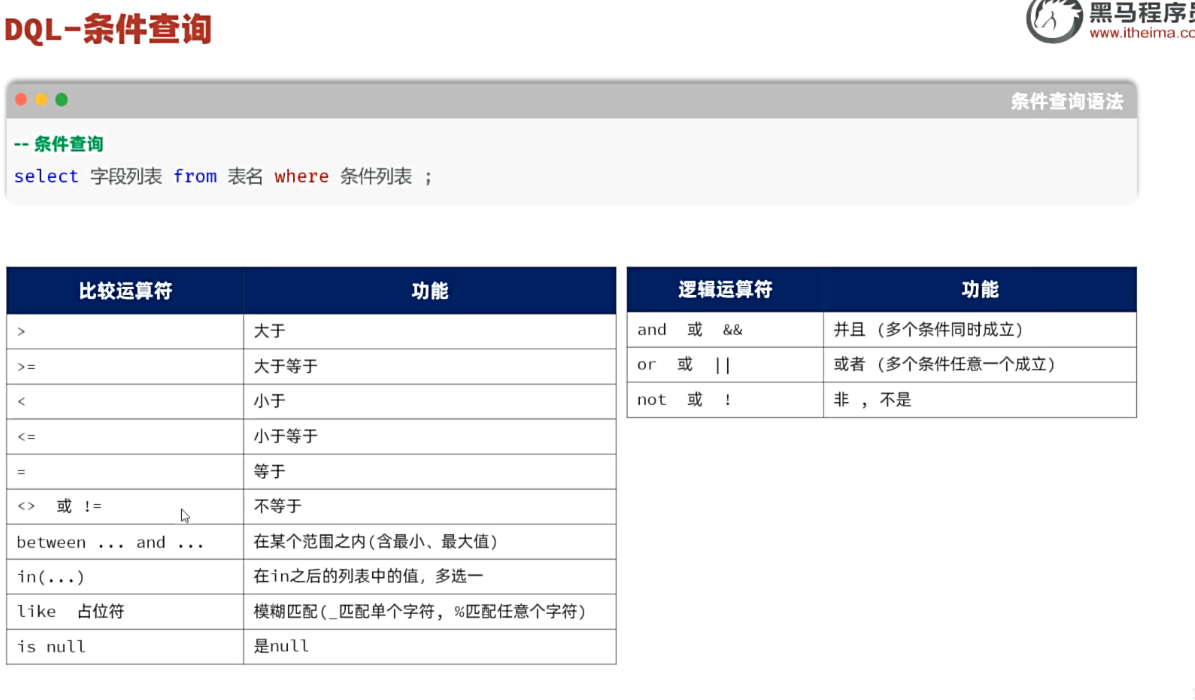 DQL-条件查询
黑马程序员
www.itheima.co
条件查询语法
-- 条件查询
select 字段列表 from 表名 where 条件列表 ;
比较运算符 功能
> 大于
>= 大于等于
< 小于
<= 小于等于
= 等于
<> 或 != 不等于
between ... and ... 在某个范围之内(含最小、最大值)
in(...) 在in之后的列表中的值，多选一
like 占位符 模糊匹配(_匹配单个字符, %匹配任意个字符)
is null 是null
逻辑运算符 功能
and 或 && 并且 (多个条件同时成立)
or 或 || 或者 (多个条件任意一个成立)
not 或 ! 非 , 不是